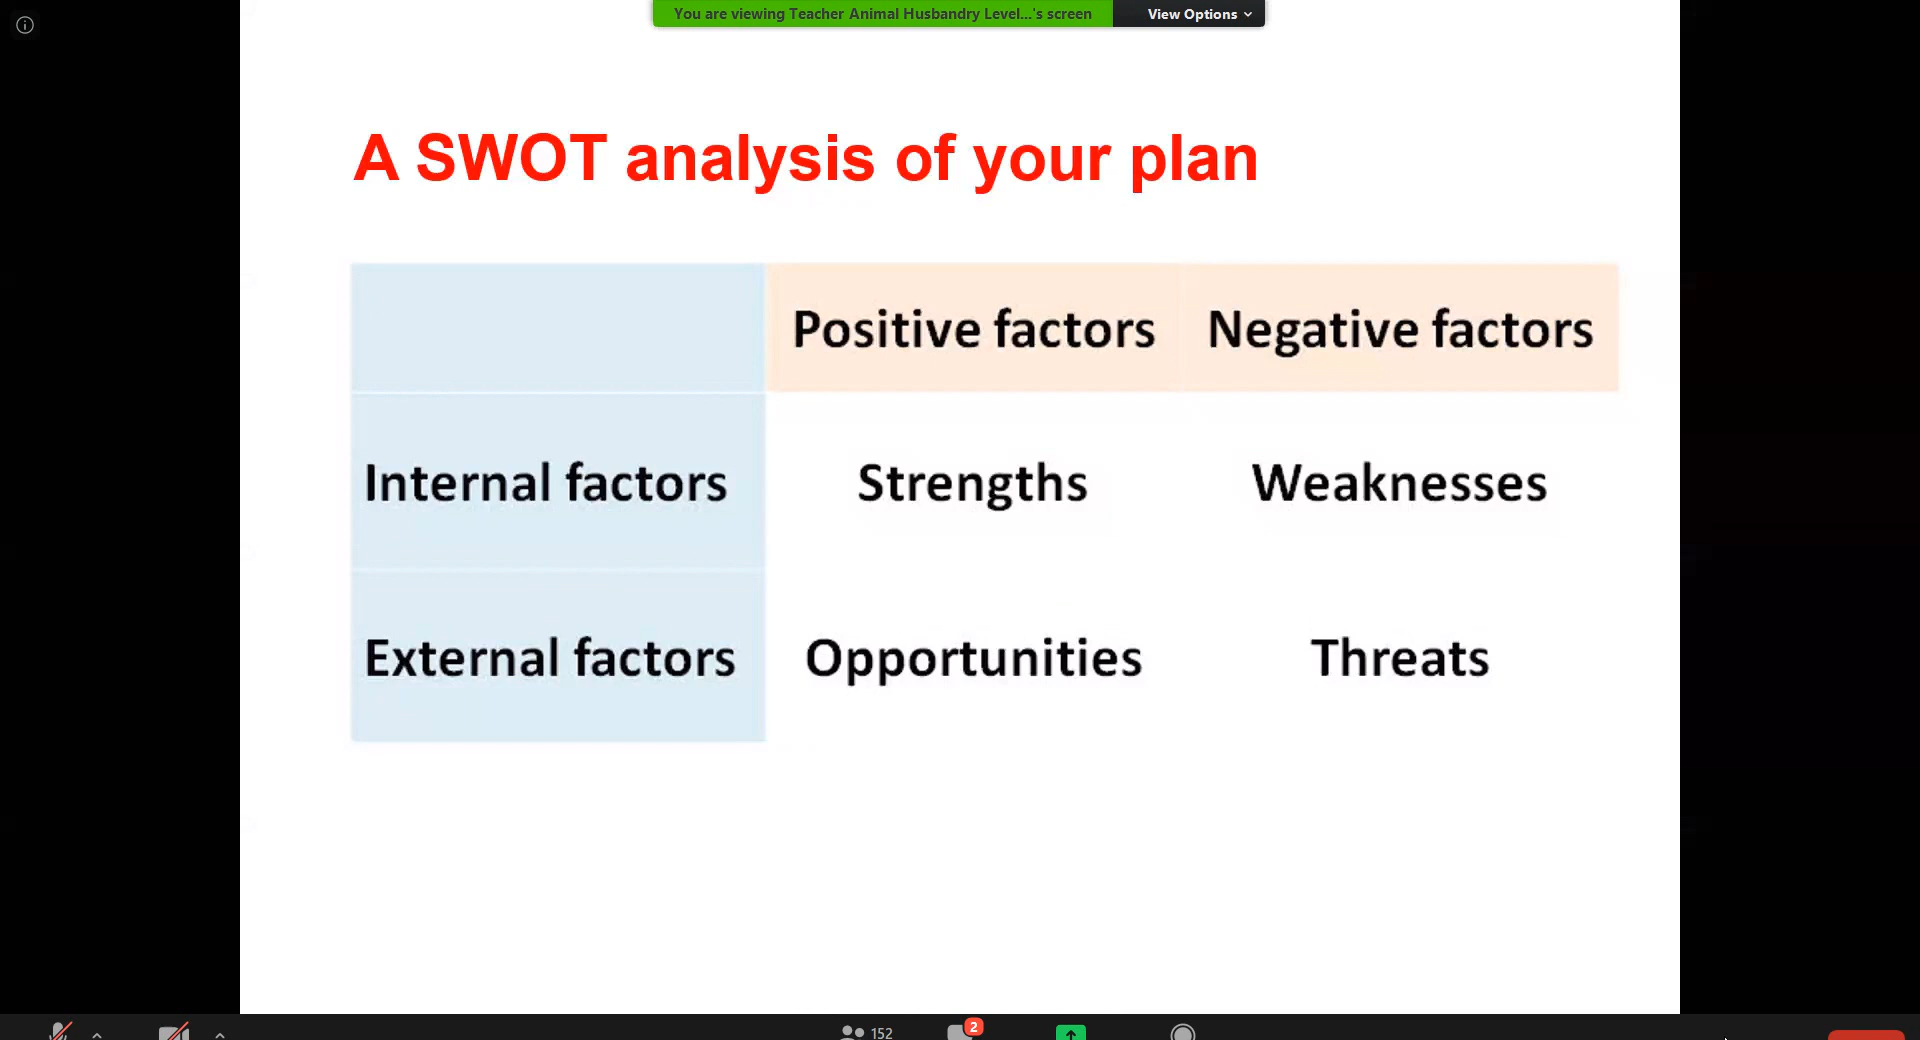 You are viewing Teacher Animal Husbandry Level...'s screen View Options
A SWOT analysis of your plan
Positive factors Negative factors
Internal factors Strengths Weaknesses
External factors Opportunities Threats
152 2